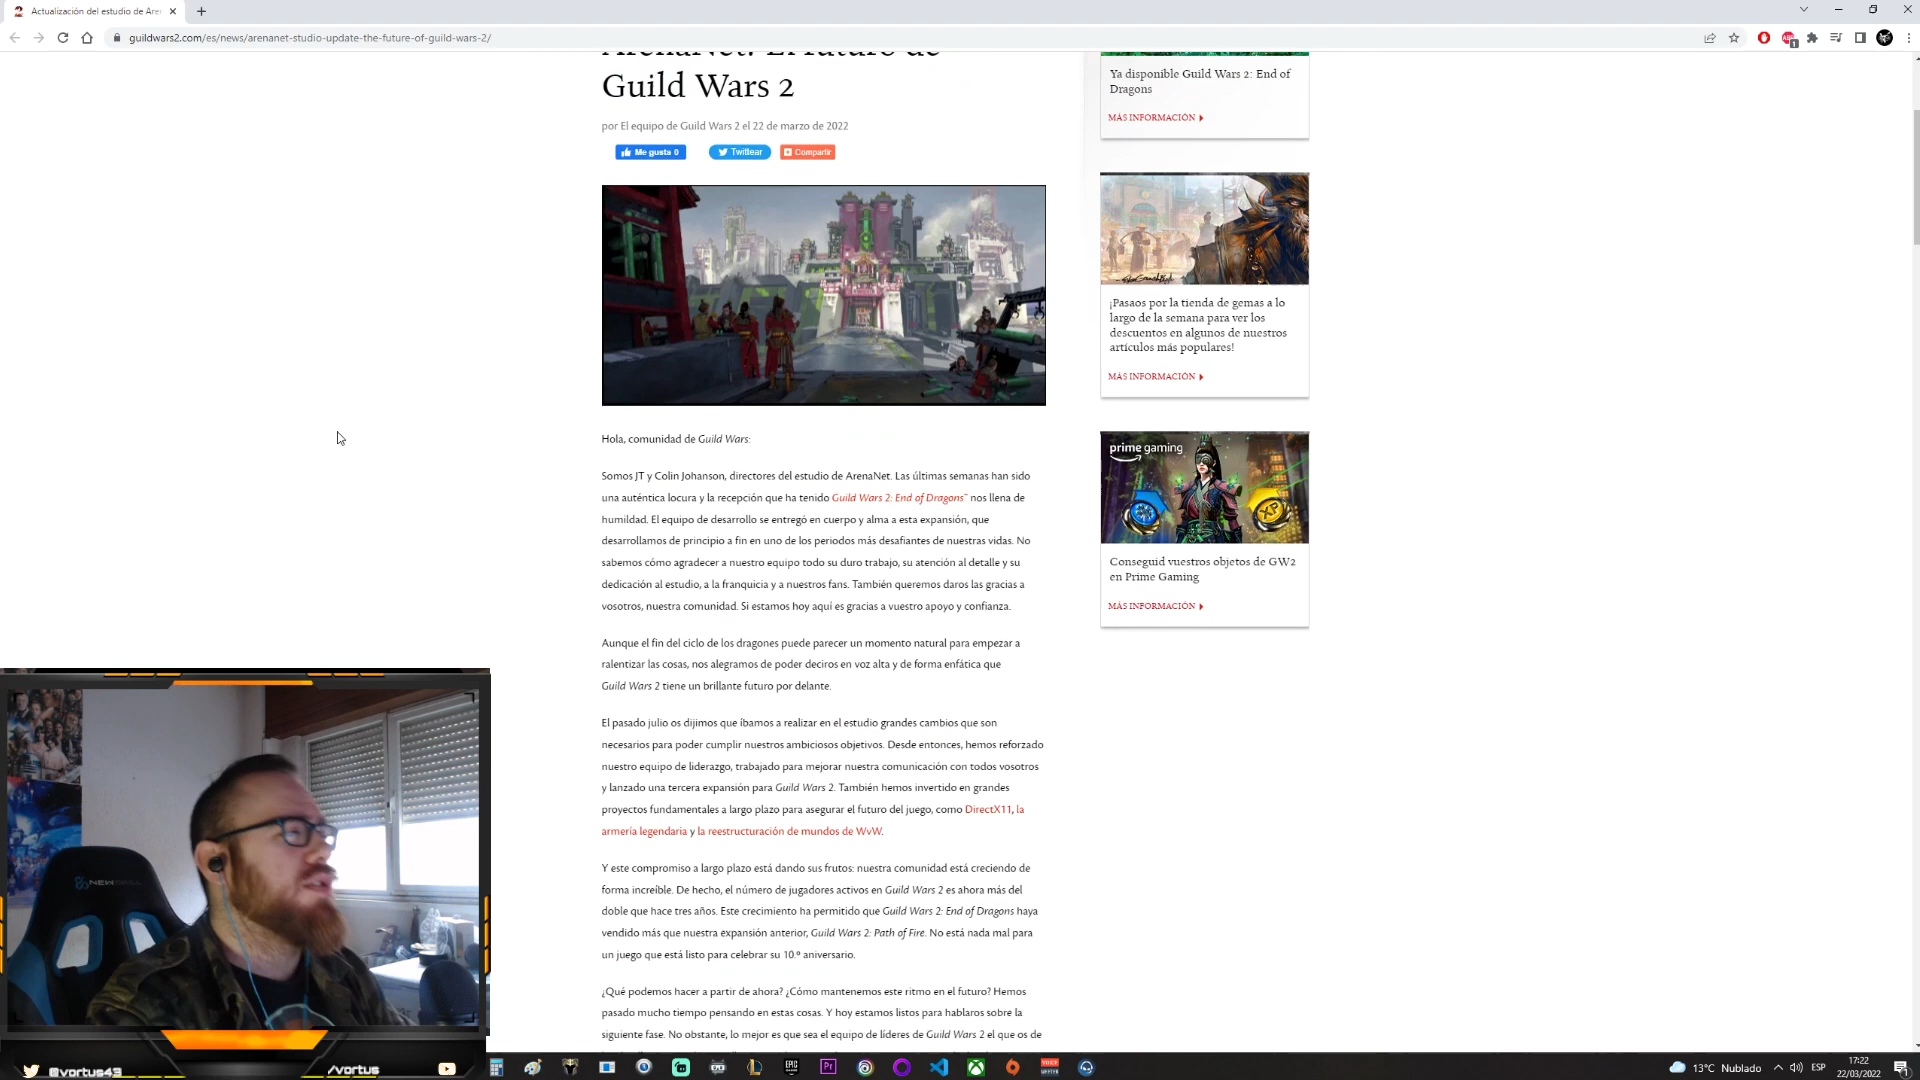 Actualización del estudio de Are
guildwars2.com/es/news/arenanet-studio-update-the-future-of-guild-wars-2/
ArenaNet: El futuro de
Guild Wars 2
por El equipo de Guild Wars 2 el 22 de marzo de 2022
Me gusta 0
Twittear
Compartir
Hola, comunidad de Guild Wars:
Somos JT y Colin Johanson, directores del estudio de ArenaNet. Las últimas semanas han sido
una auténtica locura y la recepción que ha tenido Guild Wars 2: End of Dragons™ nos llena de
humildad. El equipo de desarrollo se entregó en cuerpo y alma a esta expansión, que
desarrollamos de principio a fin en uno de los periodos más desafiantes de nuestras vidas. No
sabemos cómo agradecer a nuestro equipo todo su duro trabajo, su atención al detalle y su
dedicación al estudio, a la franquicia y a nuestros fans. También queremos daros las gracias a
vosotros, nuestra comunidad. Si estamos hoy aquí es gracias a vuestro apoyo y confianza.
Aunque el fin del ciclo de los dragones puede parecer un momento natural para empezar a
ralentizar las cosas, nos alegramos de poder deciros en voz alta y de forma enfática que
Guild Wars 2 tiene un brillante futuro por delante.
El pasado julio os dijimos que íbamos a realizar en el estudio grandes cambios que son
necesarios para poder cumplir nuestros ambiciosos objetivos. Desde entonces, hemos reforzado
nuestro equipo de liderazgo, trabajado para mejorar nuestra comunicación con todos vosotros
y lanzado una tercera expansión para Guild Wars 2. También hemos invertido en grandes
proyectos fundamentales a largo plazo para asegurar el futuro del juego, como DirectX11, la
armería legendaria y la reestructuración de mundos de WvW.
Y este compromiso a largo plazo está dando sus frutos: nuestra comunidad está creciendo de
forma increíble. De hecho, el número de jugadores activos en Guild Wars 2 es ahora más del
doble que hace tres años. Este crecimiento ha permitido que Guild Wars 2: End of Dragons haya
vendido más que nuestra expansión anterior, Guild Wars 2: Path of Fire. No está nada mal para
un juego que está listo para celebrar su 10.º aniversario.
¿Qué podemos hacer a partir de ahora? ¿Cómo mantenemos este ritmo en el futuro? Hemos
pasado mucho tiempo pensando en estas cosas. Y hoy estamos listos para hablaros sobre la
siguiente fase. No obstante, lo mejor es que sea el equipo de líderes de Guild Wars 2 el que os de
Ya disponible Guild Wars 2: End of
Dragons
MÁS INFORMACIÓN
¡Pasaos por la tienda de gemas a lo
largo de la semana para ver los
descuentos en algunos de nuestros
artículos más populares!
MÁS INFORMACIÓN
prime gaming
XP
Conseguid vuestros objetos de GW2
en Prime Gaming
MÁS INFORMACIÓN
@vortus43
/vortus
EPIC
Pr
13°C Nublado
ESP
17:22
22/03/2022